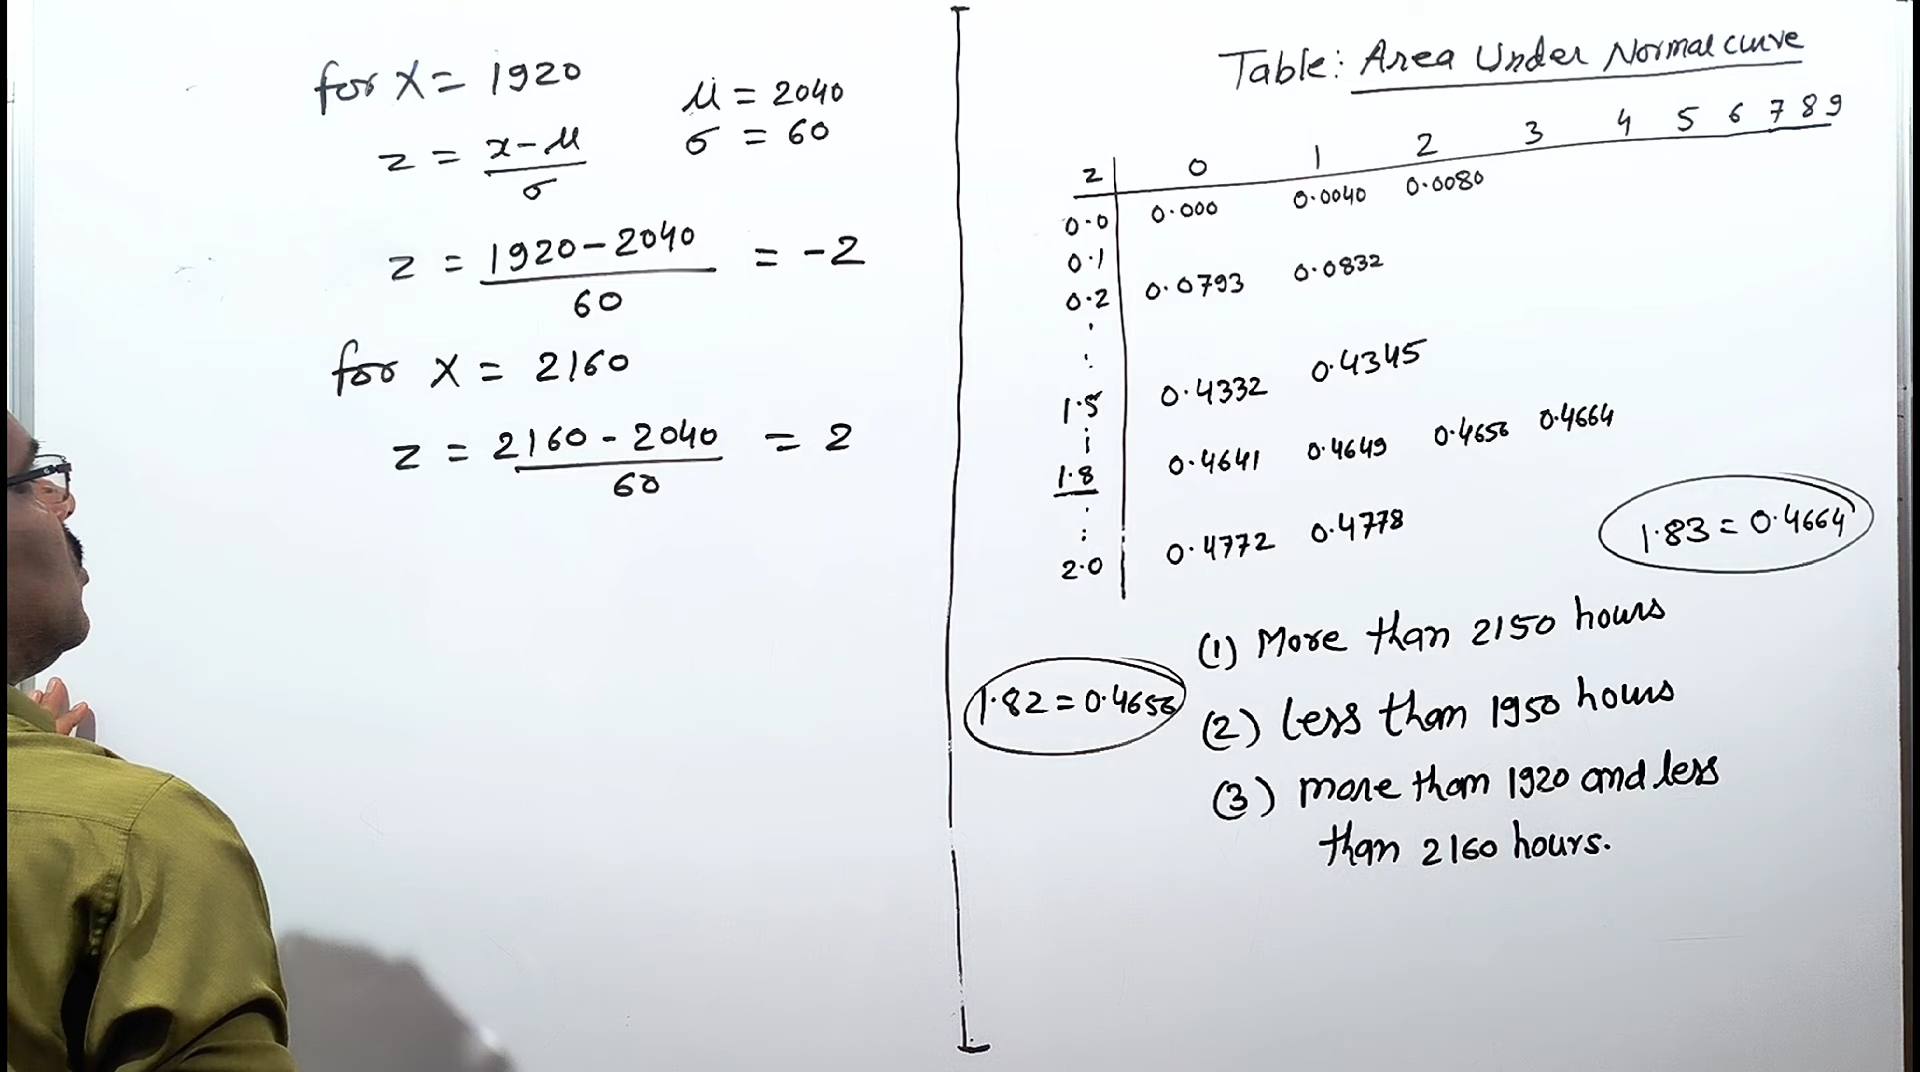 for X = 1920
μ = 2040
σ = 60
z = x-μ / σ
z = 1920-2040 / 60 = -2
for X = 2160
z = 2160-2040 / 60 = 2
Table: Area Under Normal curve
z 0 1 2 3 4 5 6 7 8 9
0.0 0.000 0.0040 0.0080
0.1
0.2 0.0793 0.0832
1.5 0.4332 0.4345
1.8 0.4641 0.4649 0.4656 0.4664
2.0 0.4772 0.4778
1.83 = 0.4664
1.82 = 0.4656
(1) More than 2150 hours
(2) Less than 1950 hours
(3) more than 1920 and less
than 2160 hours.